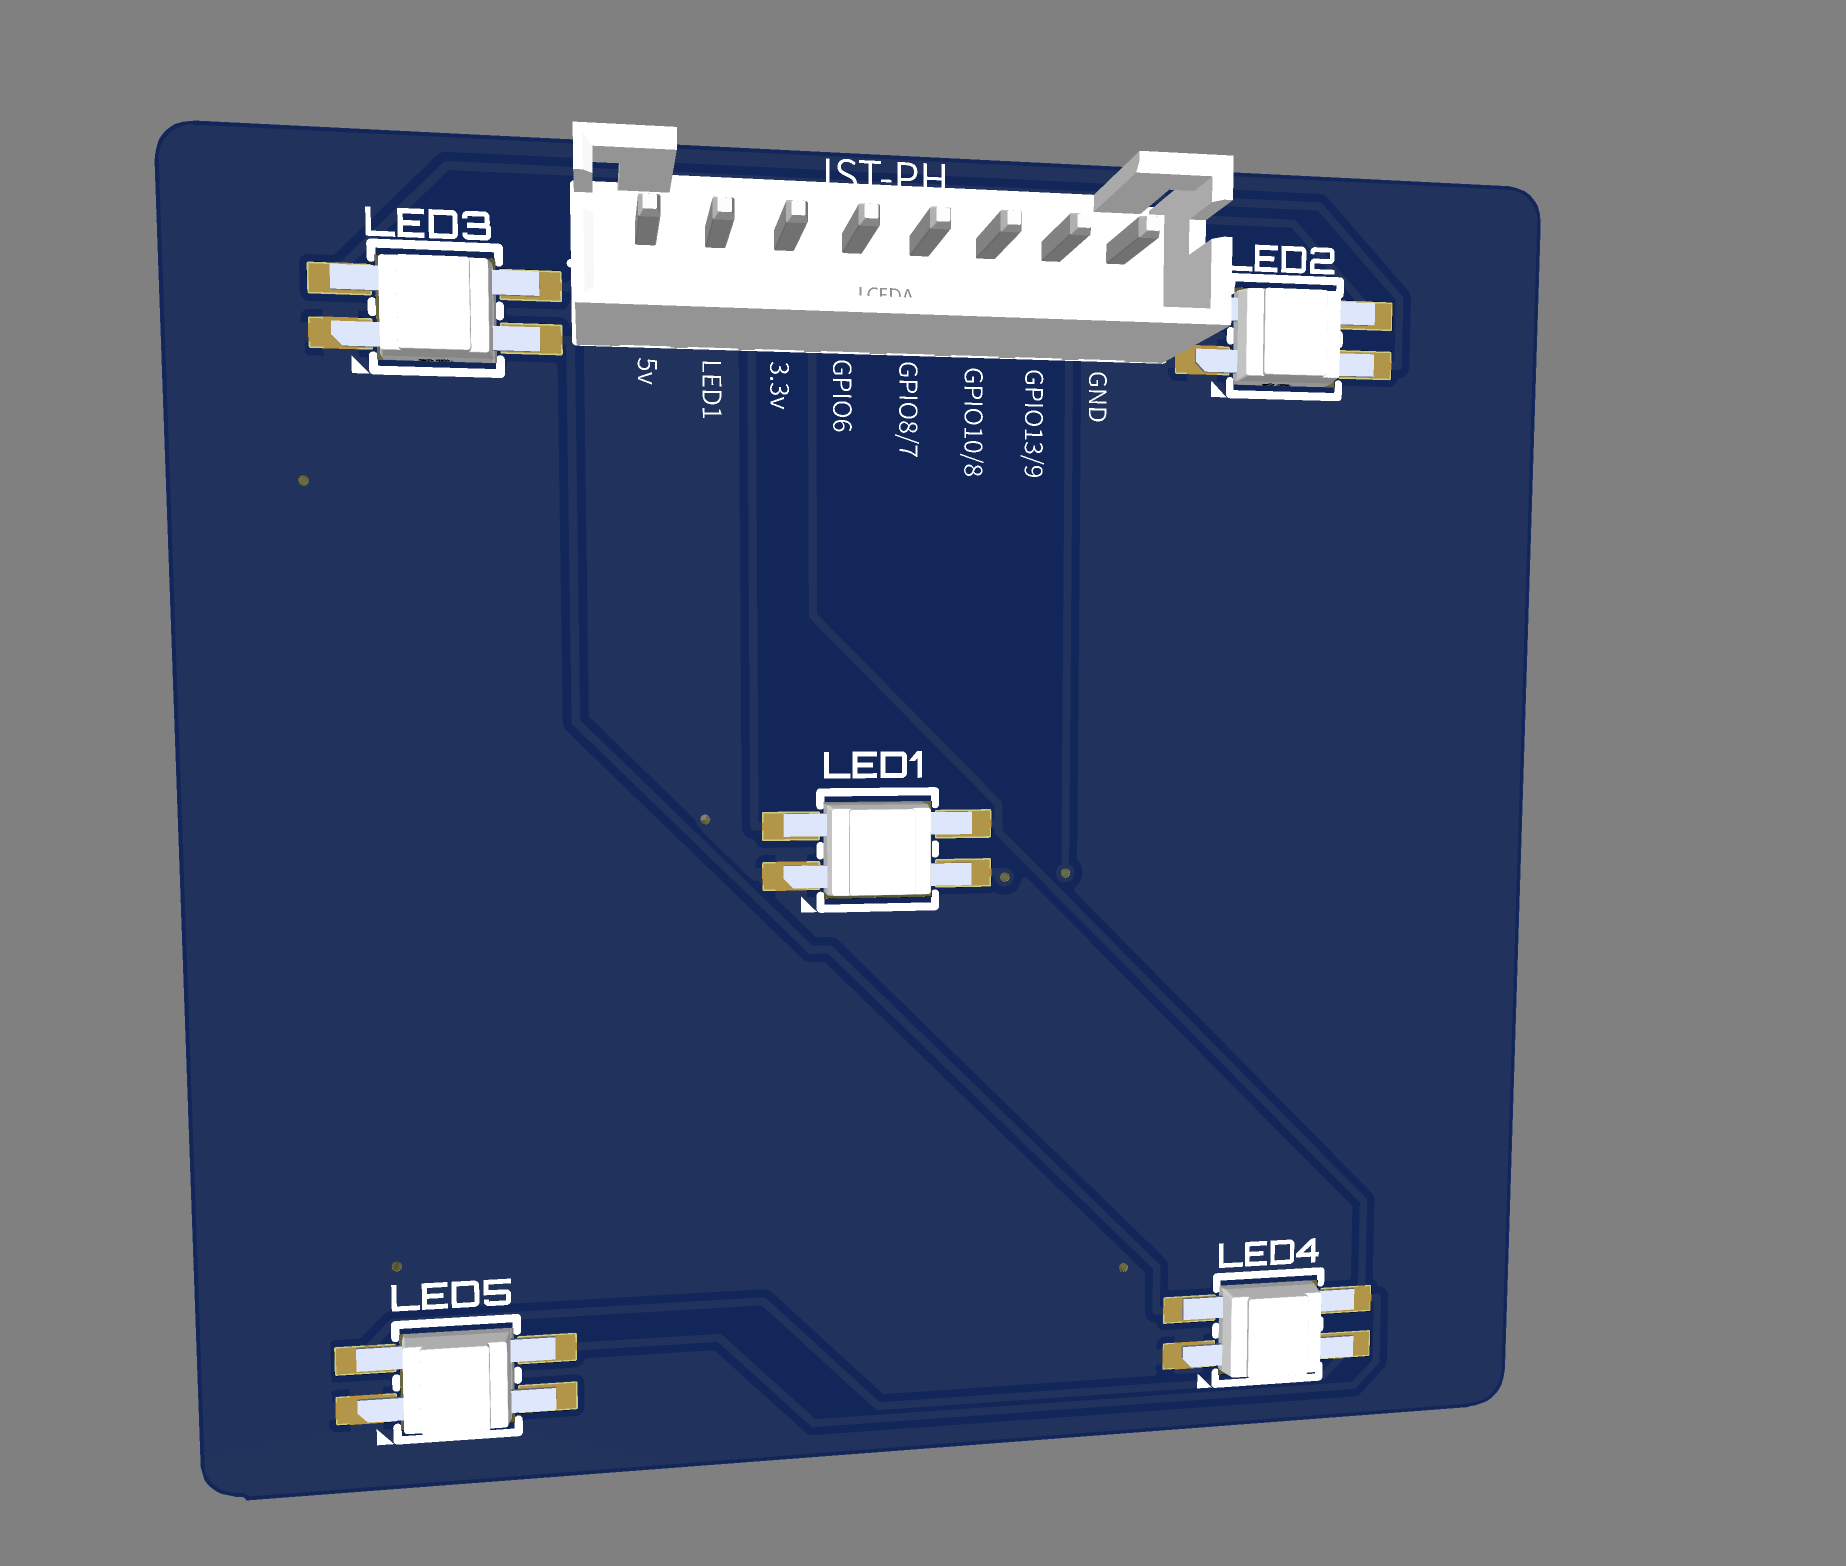 JST-PH
LED3
LED2
LCEDA
5v
LED1
3.3v
GPIO6
GPIO8/7
GPIO10/8
GPIO13/9
GND
LED1
LED4
LED5